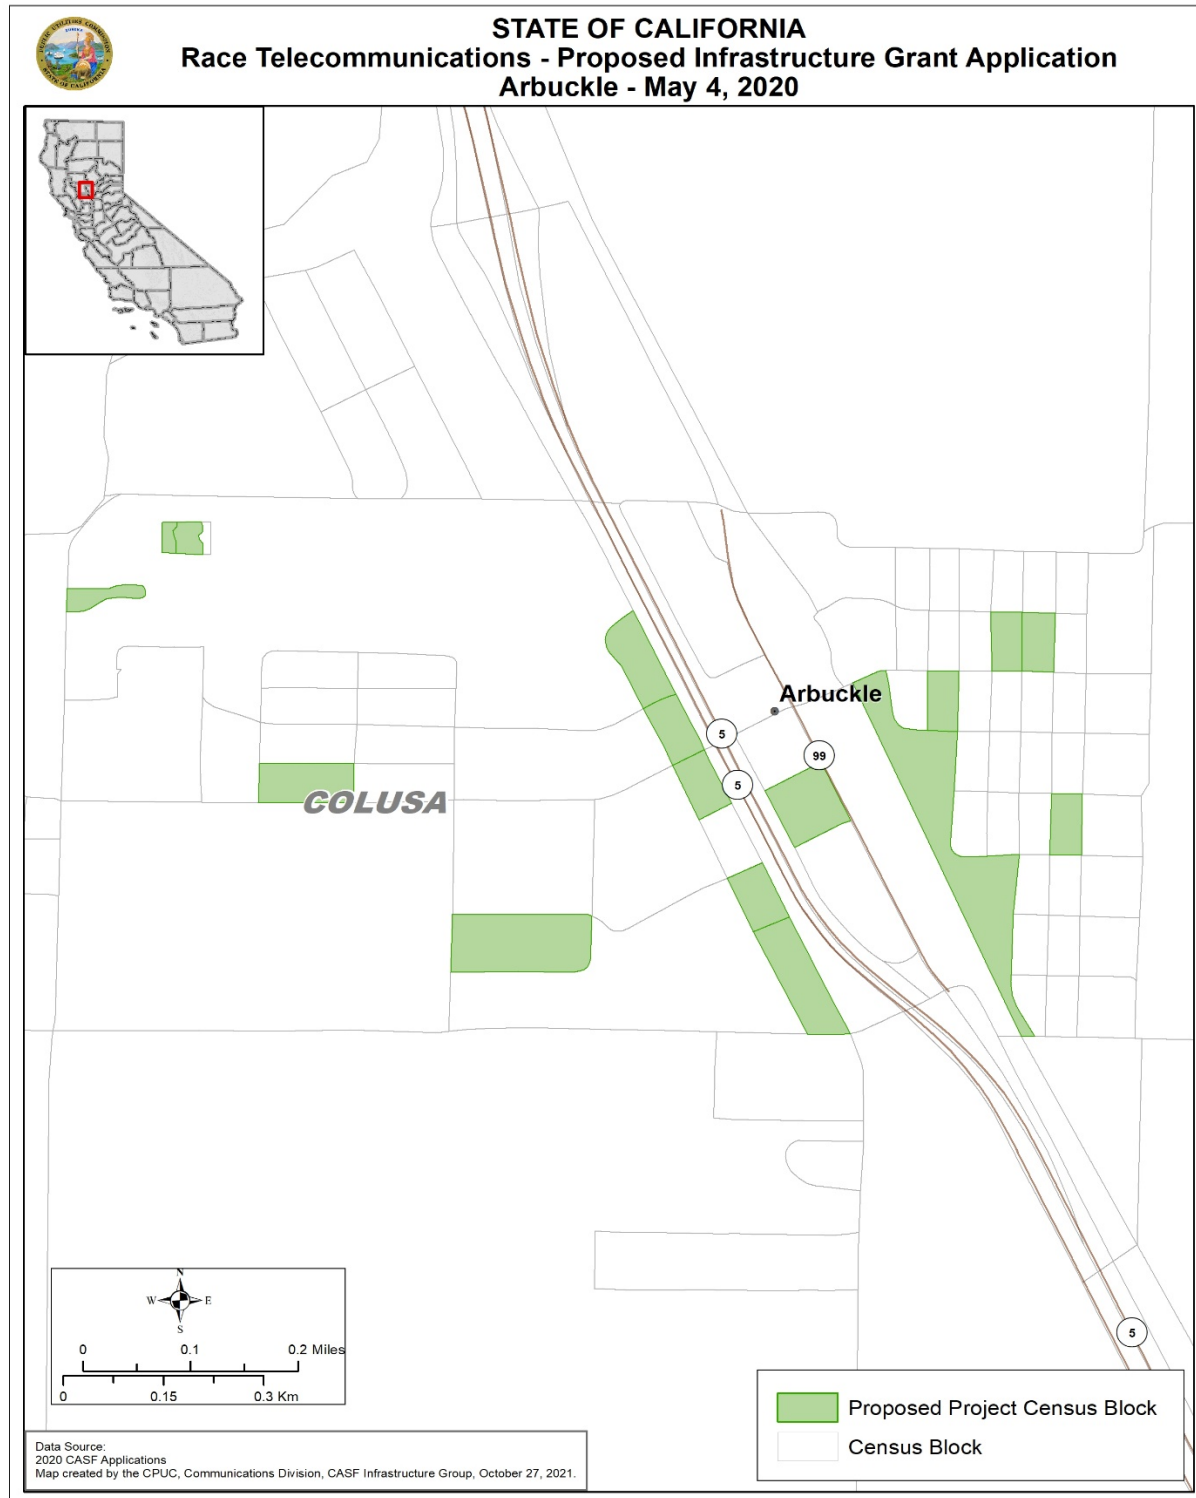 STATE OF CALIFORNIA
Race Telecommunications - Proposed Infrastructure Grant Application
Arbuckle - May 4, 2020
Arbuckle
5
99
5
COLUSA
N
W E
S
0 0.1 0.2 Miles
0 0.15 0.3 Km
5
Proposed Project Census Block
Census Block
Data Source:
2020 CASF Applications
Map created by the CPUC, Communications Division, CASF Infrastructure Group, October 27, 2021.